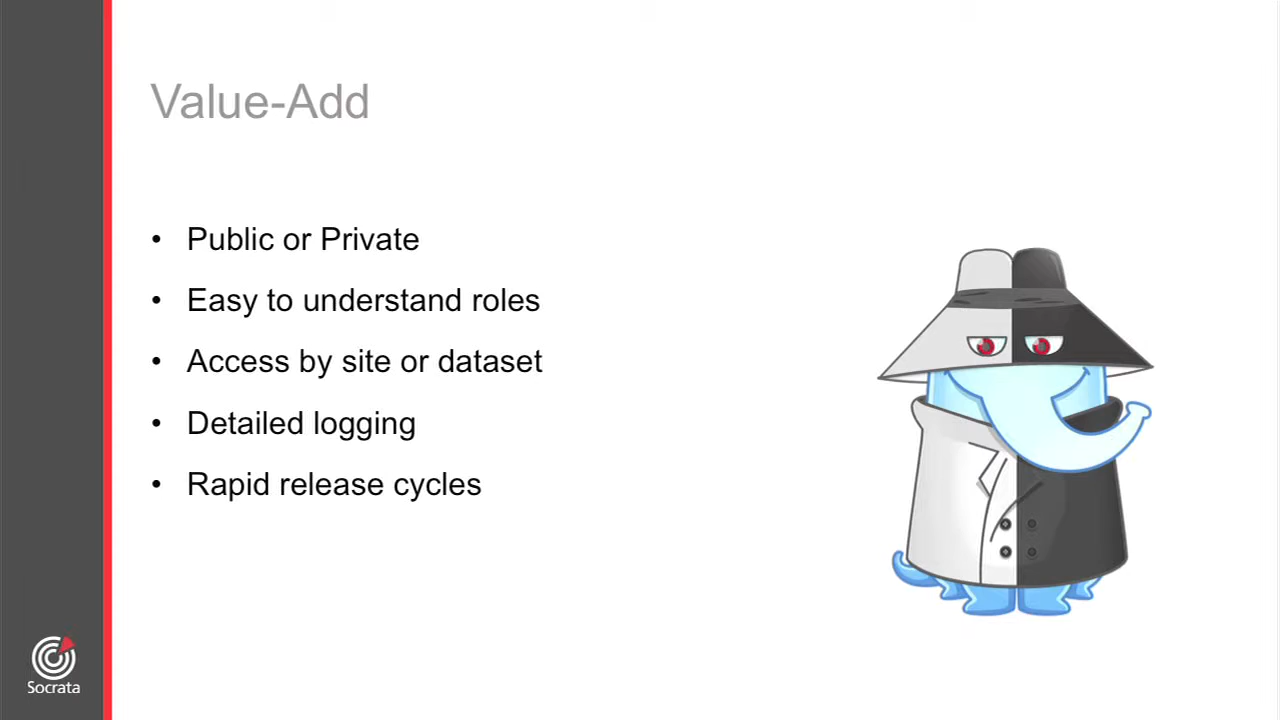 Value-Add
• Public or Private
• Easy to understand roles
• Access by site or dataset
• Detailed logging
• Rapid release cycles
Socrata